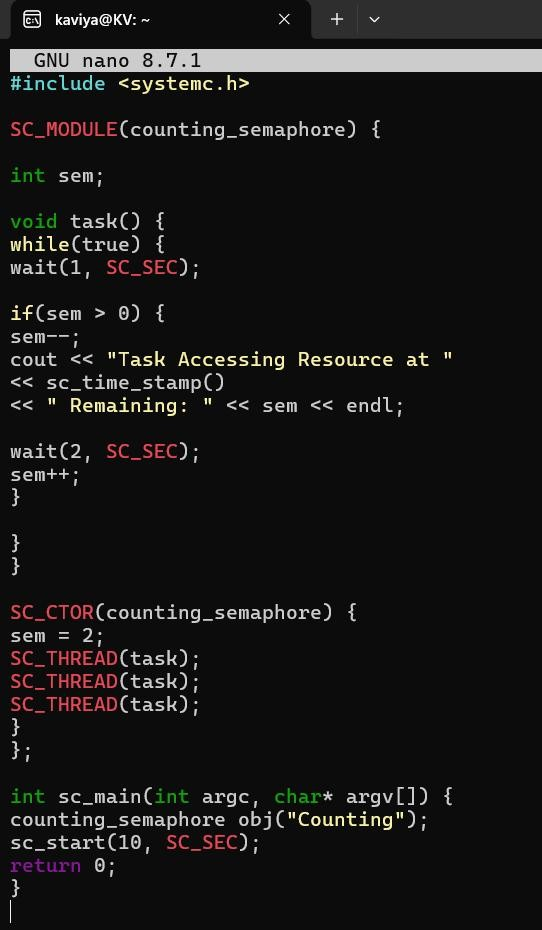 kaviya@KV: ~
GNU nano 8.7.1
#include <systemc.h>
SC_MODULE(counting_semaphore) {
int sem;
void task() {
while(true) {
wait(1, SC_SEC);
if(sem > 0) {
sem--;
cout << "Task Accessing Resource at "
<< sc_time_stamp()
<< " Remaining: " << sem << endl;
wait(2, SC_SEC);
sem++;
}
}
}
SC_CTOR(counting_semaphore) {
sem = 2;
SC_THREAD(task);
SC_THREAD(task);
SC_THREAD(task);
}
};
int sc_main(int argc, char* argv[]) {
counting_semaphore obj("Counting");
sc_start(10, SC_SEC);
return 0;
}